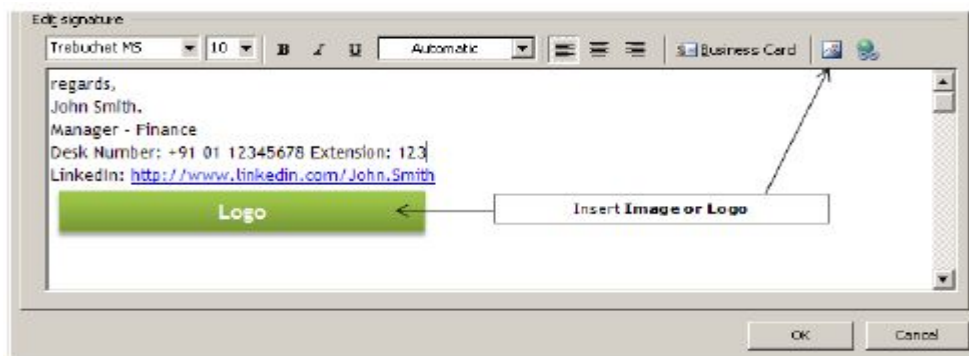 Edit signature
Trebuchet MS 10 B I U Automatic Business Card
regards,
John Smith.
Manager - Finance
Desk Number: +91 01 12345678 Extension: 123
LinkedIn: http://www.linkedin.com/John.Smith
Logo
Insert Image or Logo
OK Cancel